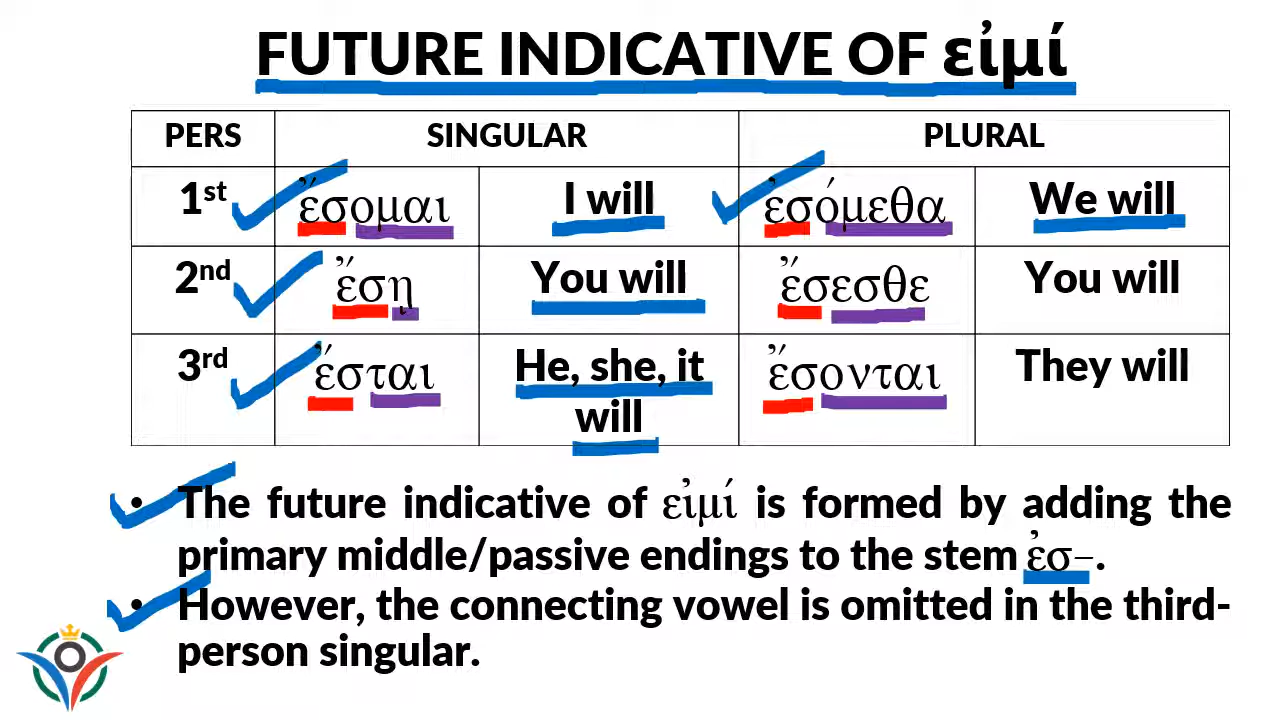 FUTURE INDICATIVE OF εἰμί
PERS SINGULAR PLURAL
1st ἔσομαι I will ἐσόμεθα We will
2nd ἔση You will ἔσεσθε You will
3rd ἔσται He, she, it will ἔσονται They will
• The future indicative of εἰμί is formed by adding the
primary middle/passive endings to the stem ἐσ–.
• However, the connecting vowel is omitted in the third-
person singular.